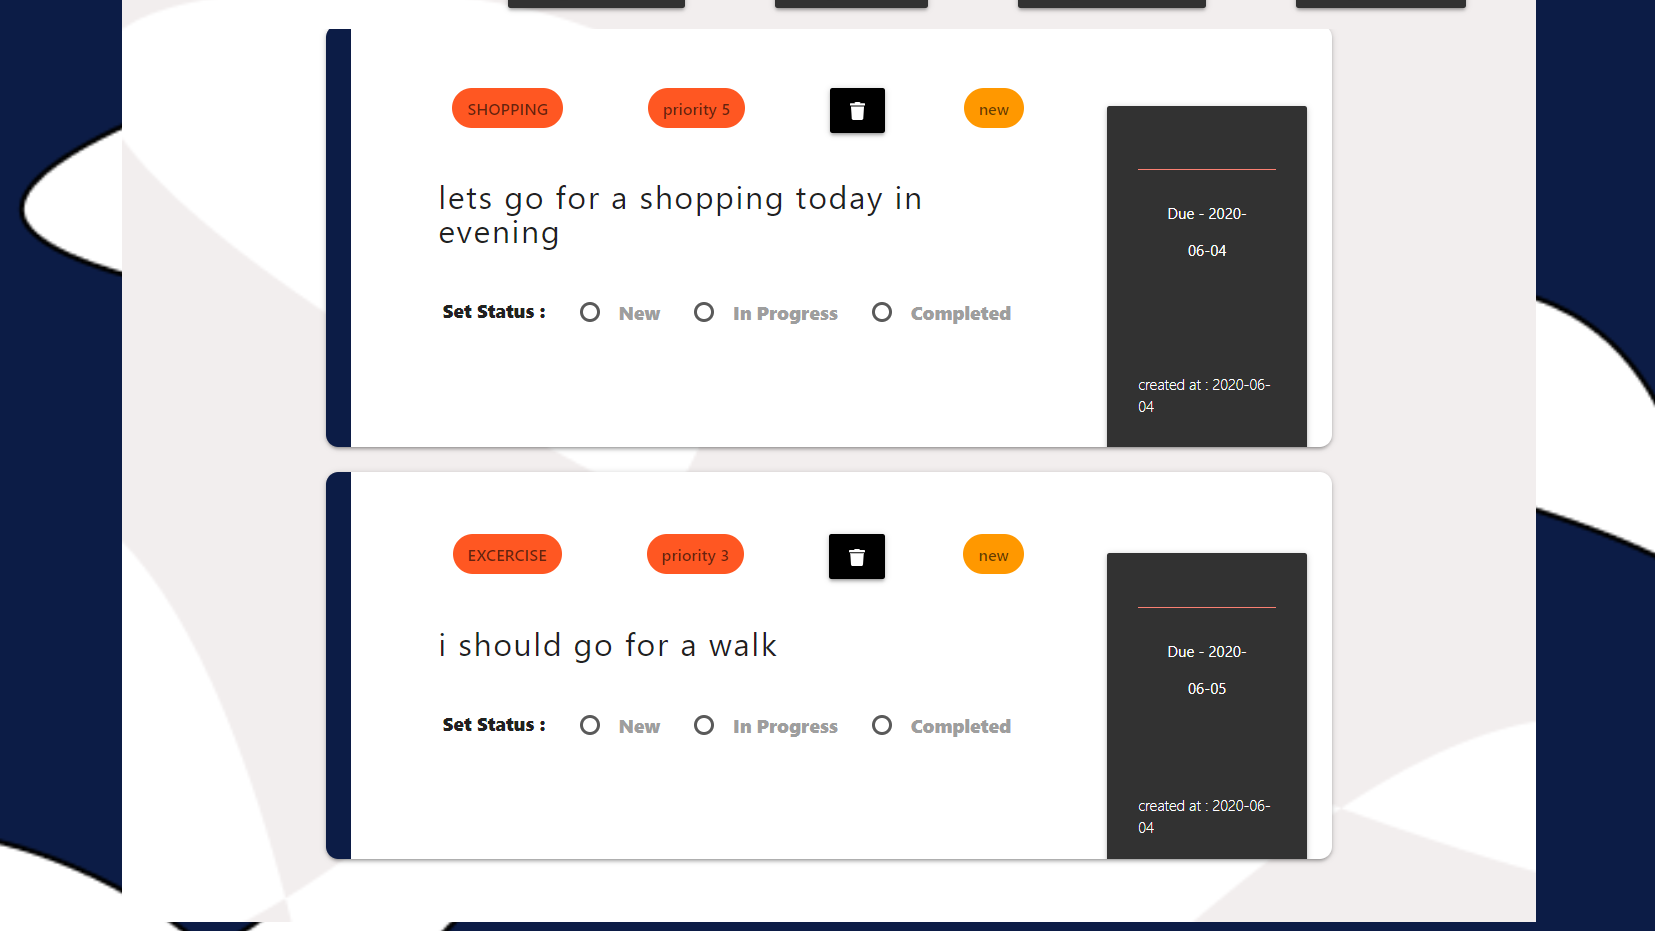 SHOPPING priority 5 new
lets go for a shopping today in
evening
Set Status : New In Progress Completed
Due - 2020-
06-04
created at : 2020-06-
04
EXCERCISE priority 3 new
i should go for a walk
Set Status : New In Progress Completed
Due - 2020-
06-05
created at : 2020-06-
04